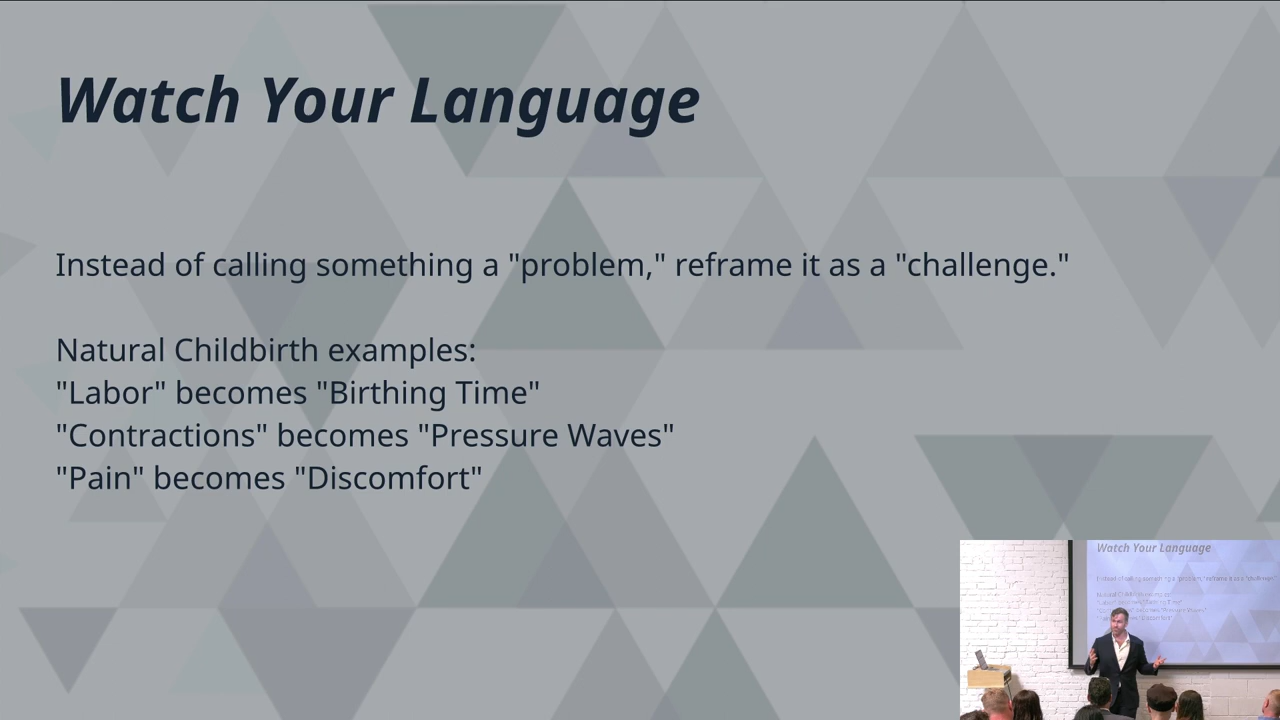 Watch Your Language
Instead of calling something a "problem," reframe it as a "challenge."
Natural Childbirth examples:
"Labor" becomes "Birthing Time"
"Contractions" becomes "Pressure Waves"
"Pain" becomes "Discomfort"
Watch Your Language